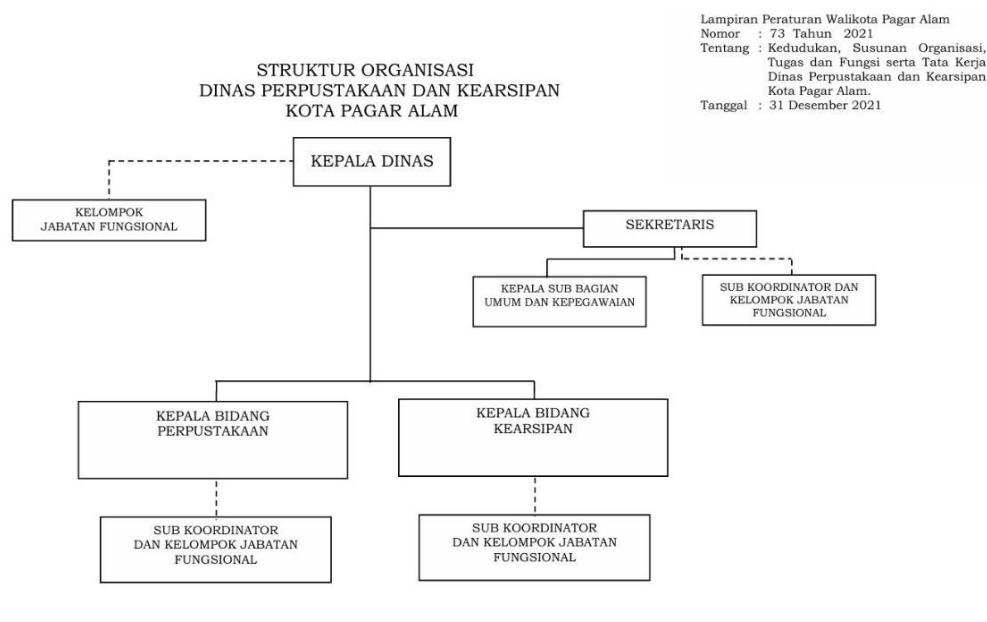 Lampiran Peraturan Walikota Pagar Alam
Nomor : 73 Tahun 2021
Tentang : Kedudukan, Susunan Organisasi,
Tugas dan Fungsi serta Tata Kerja
Dinas Perpustakaan dan Kearsipan
Kota Pagar Alam.
Tanggal : 31 Desember 2021
STRUKTUR ORGANISASI
DINAS PERPUSTAKAAN DAN KEARSIPAN
KOTA PAGAR ALAM
KEPALA DINAS
KELOMPOK
JABATAN FUNGSIONAL
SEKRETARIS
KEPALA SUB BAGIAN
UMUM DAN KEPEGAWAIAN
SUB KOORDINATOR DAN
KELOMPOK JABATAN
FUNGSIONAL
KEPALA BIDANG
PERPUSTAKAAN
KEPALA BIDANG
KEARSIPAN
SUB KOORDINATOR
DAN KELOMPOK JABATAN
FUNGSIONAL
SUB KOORDINATOR
DAN KELOMPOK JABATAN
FUNGSIONAL